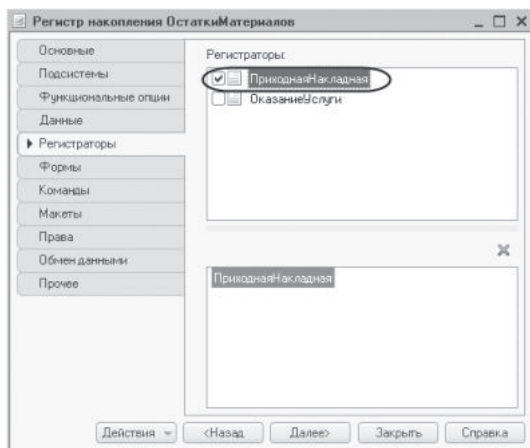 Регистр накопления ОстаткиМатериалов
Основные
Подсистемы
Функциональные опции
Данные
Регистраторы
Формы
Команды
Макеты
Права
Обмен данными
Прочее
Регистраторы:
ПриходнаяНакладная
ОказаниеУслуги
ПриходнаяНакладная
Действия
<Назад
Далее>
Закрыть
Справка